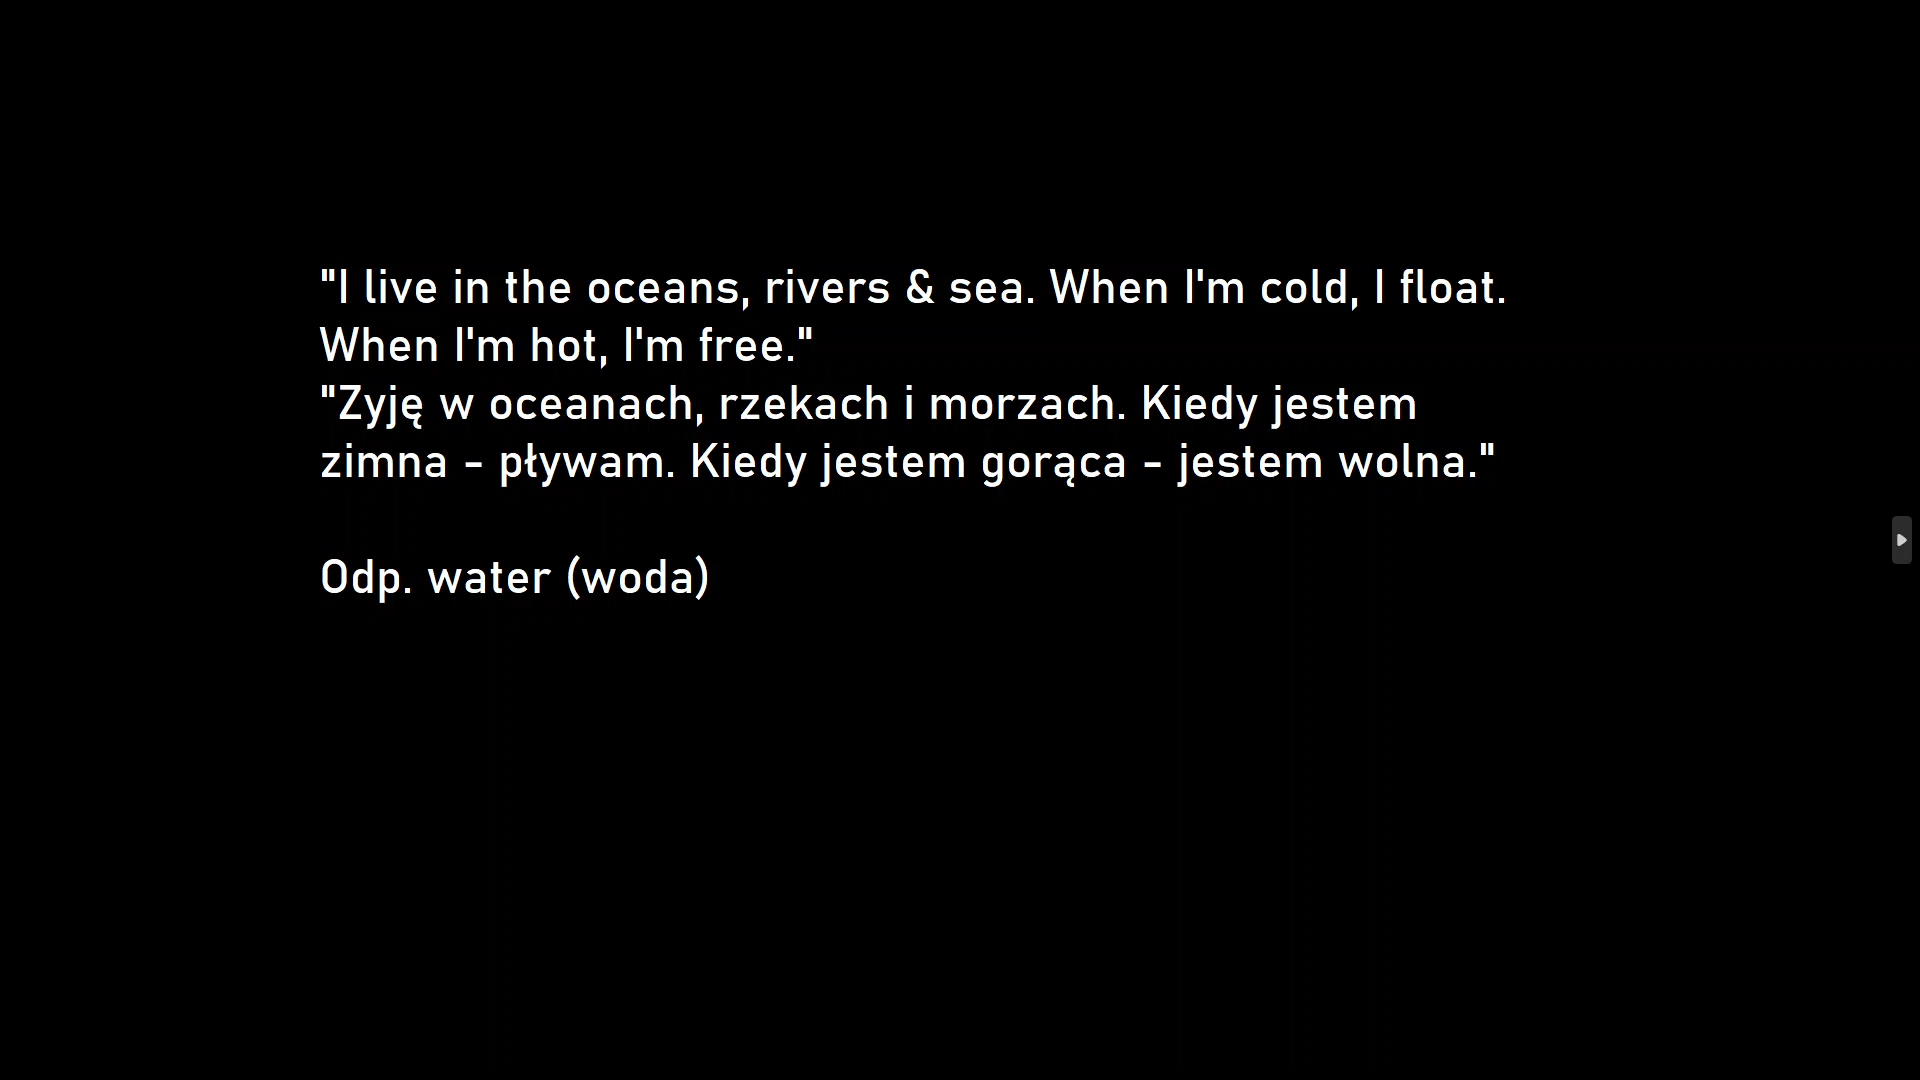 "I live in the oceans, rivers & sea. When I'm cold, I float.
When I'm hot, I'm free."
"Zyję w oceanach, rzekach i morzach. Kiedy jestem
zimna - pływam. Kiedy jestem gorąca - jestem wolna."
Odp. water (woda)